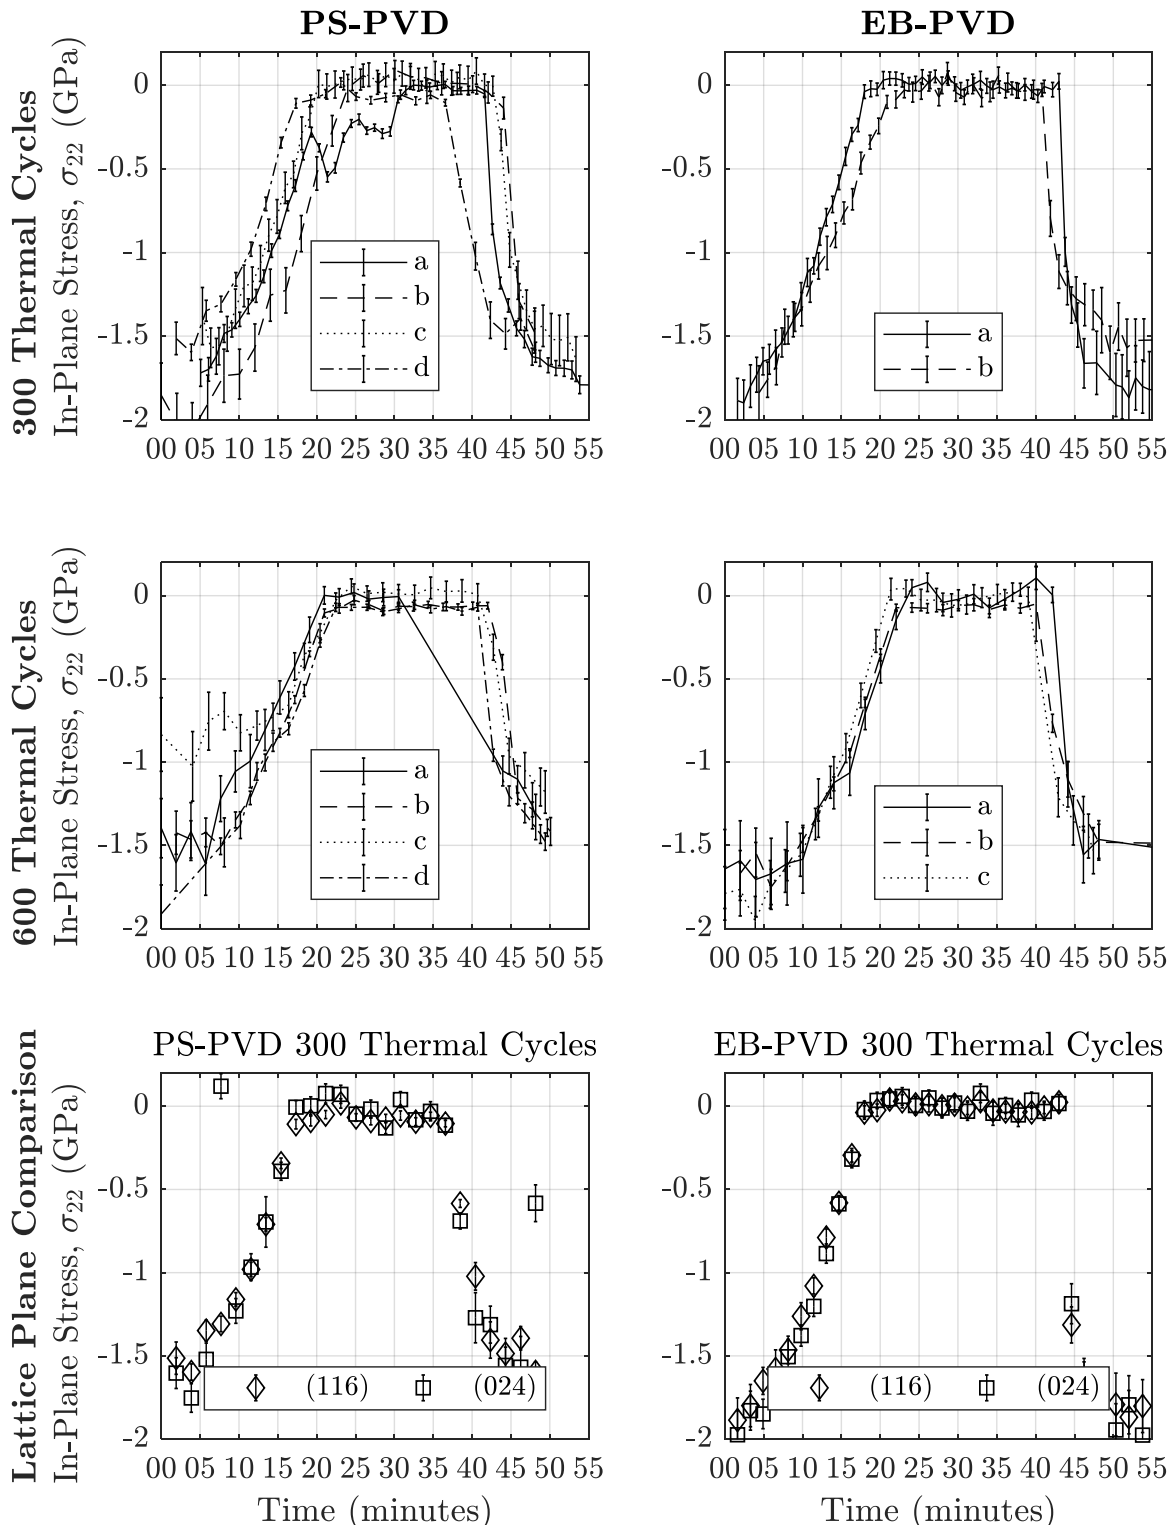 PS-PVD
EB-PVD
300 Thermal Cycles
In-Plane Stress, σ22 (GPa)
0
-0.5
-1
-1.5
-2
00 05 10 15 20 25 30 35 40 45 50 55
a
b
c
d
0
-0.5
-1
-1.5
-2
00 05 10 15 20 25 30 35 40 45 50 55
a
b
600 Thermal Cycles
In-Plane Stress, σ22 (GPa)
0
-0.5
-1
-1.5
-2
00 05 10 15 20 25 30 35 40 45 50 55
a
b
c
d
0
-0.5
-1
-1.5
-2
00 05 10 15 20 25 30 35 40 45 50 55
a
b
c
Lattice Plane Comparison
In-Plane Stress, σ22 (GPa)
PS-PVD 300 Thermal Cycles
0
-0.5
-1
-1.5
-2
00 05 10 15 20 25 30 35 40 45 50 55
(116) (024)
Time (minutes)
EB-PVD 300 Thermal Cycles
0
-0.5
-1
-1.5
-2
00 05 10 15 20 25 30 35 40 45 50 55
(116) (024)
Time (minutes)